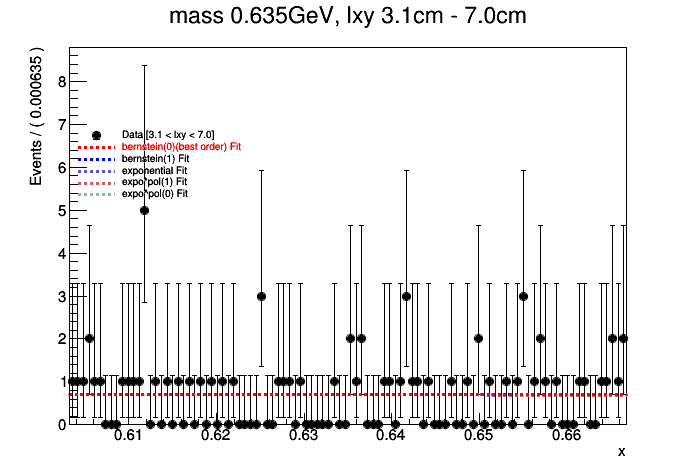 mass 0.635GeV, lxy 3.1cm - 7.0cm
Events / ( 0.000635 )
8
7
6
5
4
3
2
1
0
Data [3.1 < lxy < 7.0]
bernstein(0)(best order) Fit
bernstein(1) Fit
exponential Fit
expo*pol(1) Fit
expo*pol(0) Fit
0.61 0.62 0.63 0.64 0.65 0.66
x